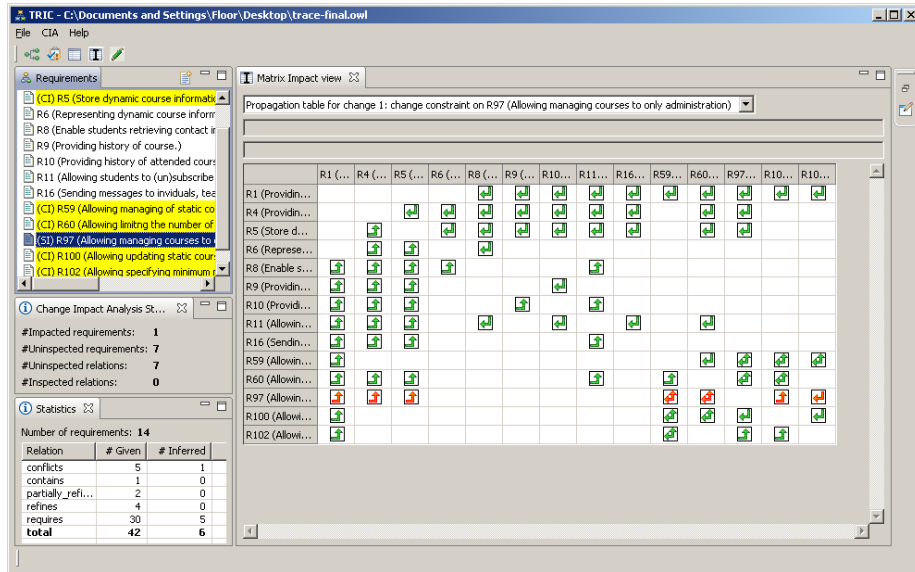 TRIC - C:\Documents and Settings\Floor\Desktop\trace-final.owl
File CIA Help
Requirements
(CI) R5 (Store dynamic course informatic
R6 (Representing dynamic course inform
R8 (Enable students retrieving contact ir
R9 (Providing history of course.)
R10 (Providing history of attended cours
R11 (Allowing students to (un)subscribe
R16 (Sending messages to inviduals, tea
(CI) R59 (Allowing managing of static co
(CI) R60 (Allowing limitng the number of
(SI) R97 (Allowing managing courses to
(CI) R100 (Allowing updating static cour
(CI) R102 (Allowing specifying minimum r
Change Impact Analysis St...
#Impacted requirements: 1
#Uninspected requirements: 7
#Uninspected relations: 7
#Inspected relations: 0
Statistics
Number of requirements: 14
Relation # Given # Inferred
conflicts 5 1
contains 1 0
partially_refi... 2 0
refines 4 0
requires 30 5
total 42 6
Matrix Impact view
Propagation table for change 1: change constraint on R97 (Allowing managing courses to only administration)
R1 (... R4 (... R5 (... R6 (... R8 (... R9 (... R10... R11... R16... R59... R60... R97... R10... R10...
R1 (Providin...
R4 (Providin...
R5 (Store d...
R6 (Represe...
R8 (Enable s...
R9 (Providin...
R10 (Providi...
R11 (Allowin...
R16 (Sendin...
R59 (Allowin...
R60 (Allowin...
R97 (Allowin...
R100 (Allowi...
R102 (Allowi...